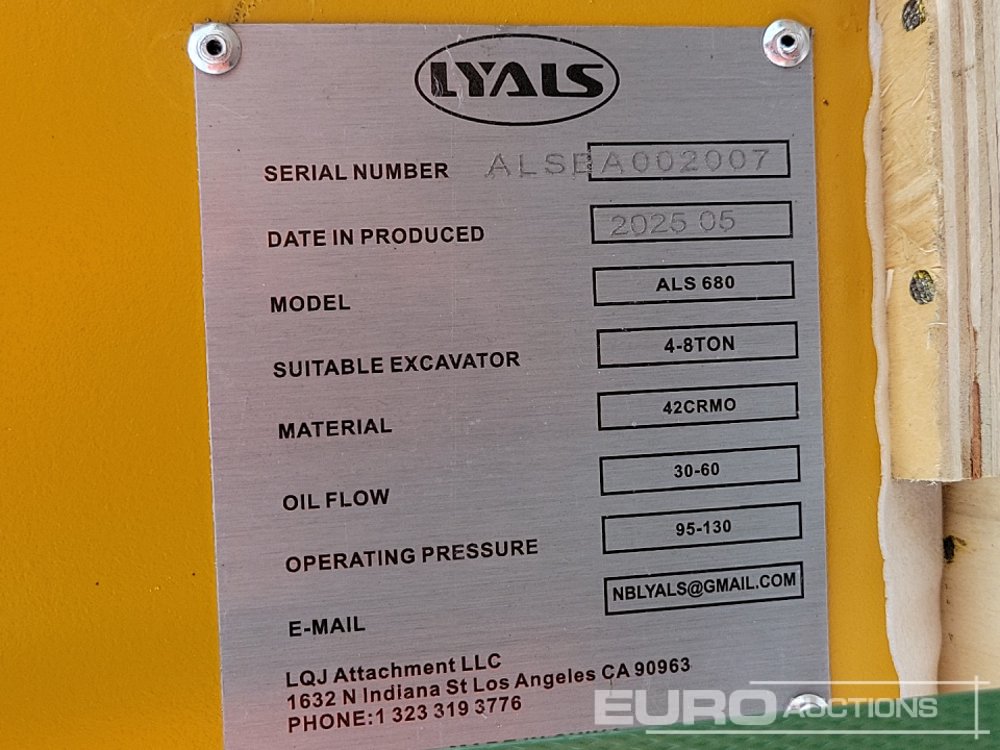 LYALS
SERIAL NUMBER ALSBA002007
DATE IN PRODUCED 2025 05
MODEL ALS 680
SUITABLE EXCAVATOR 4-8TON
MATERIAL 42CRMO
OIL FLOW 30-60
OPERATING PRESSURE 95-130
E-MAIL NBLYALS@GMAIL.COM
LQJ Attachment LLC
1632 N Indiana St Los Angeles CA 90963
PHONE:1 323 319 3776
EURO AUCTIONS